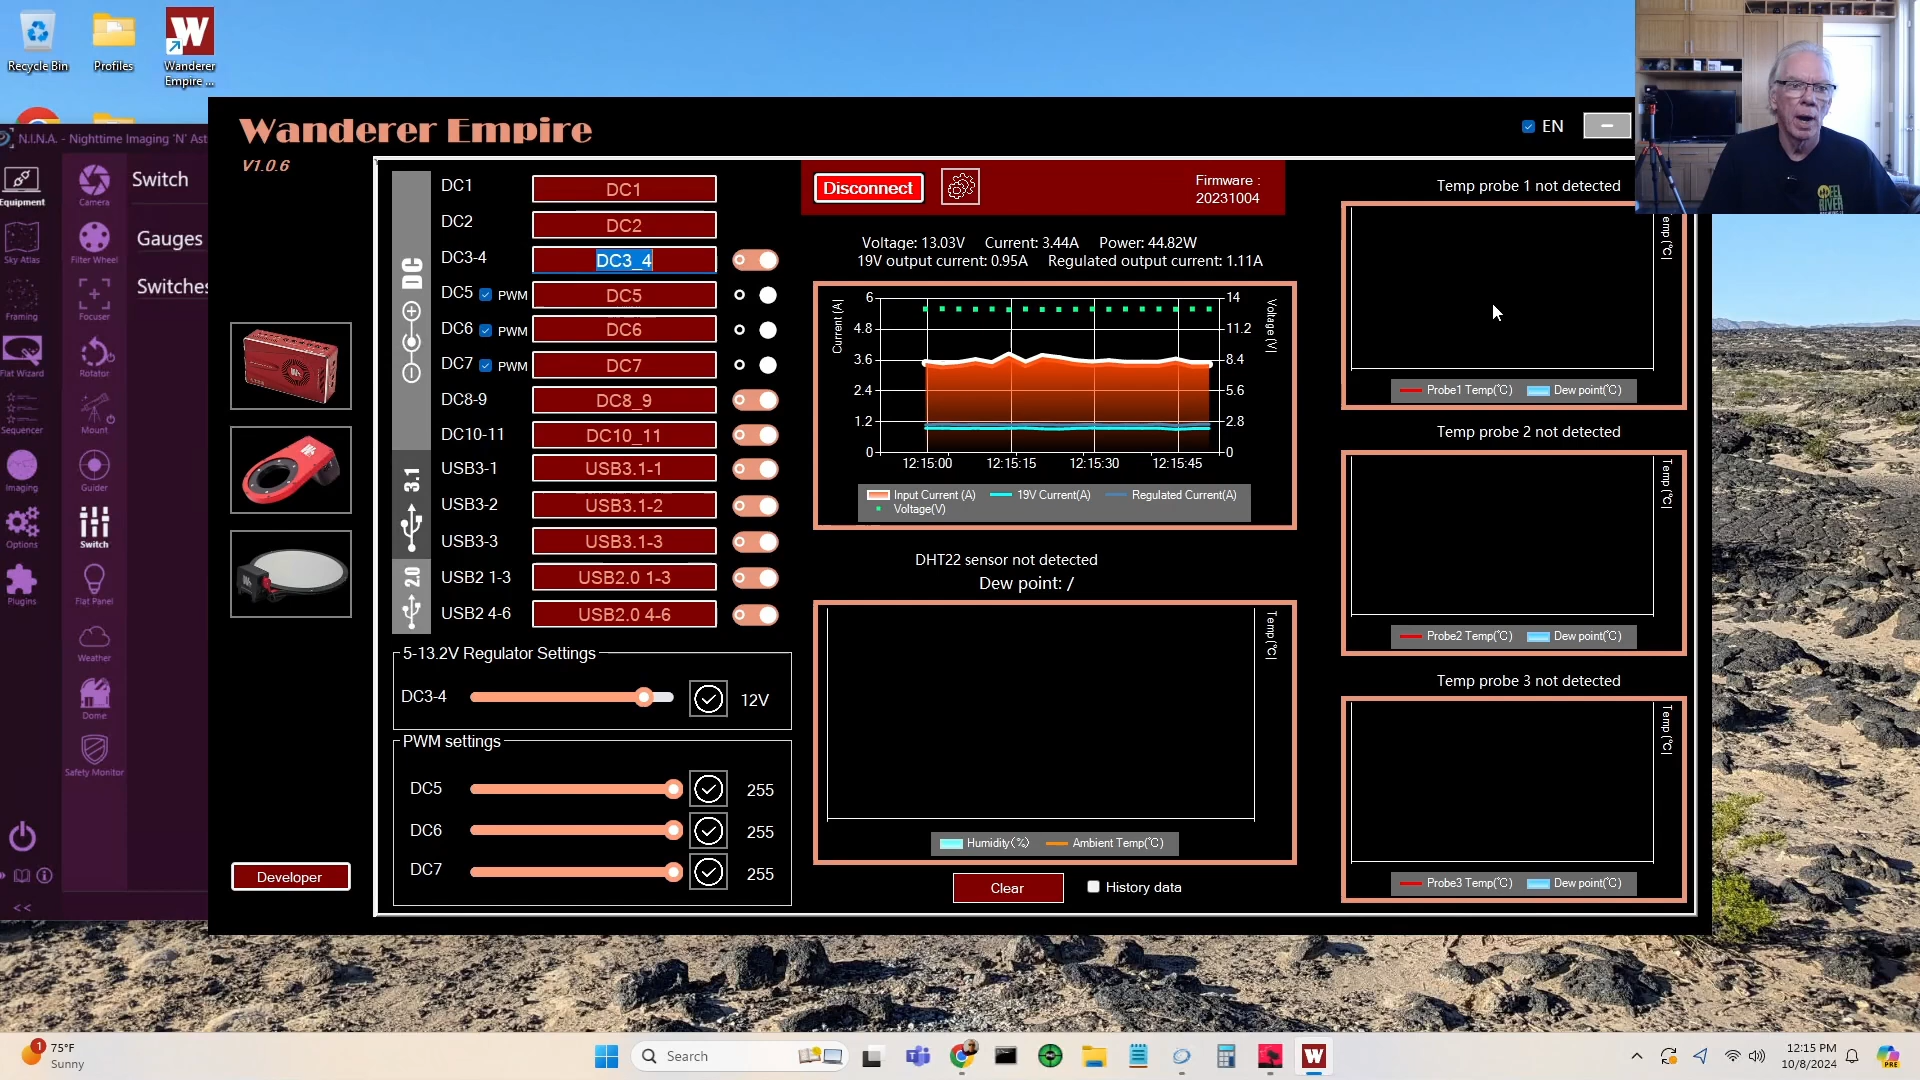 Recycle Bin
Profiles
Wanderer
Empire ...
N.I.N.A. - Nighttime Imaging 'N' Ast
Equipment
Sky Atlas
Framing
Flat Wizard
Sequencer
Imaging
Options
Plugins
<<
Camera
Filter Wheel
Focuser
Rotator
Mount
Guider
Switch
Flat Panel
Weather
Dome
Safety Monitor
Switch
Gauges
Switches
Wanderer Empire
V1.0.6
EN
Developer
DC
3.1
2.0
DC1 DC1
DC2 DC2
DC3-4 DC3_4
DC5 PWM DC5
DC6 PWM DC6
DC7 PWM DC7
DC8-9 DC8_9
DC10-11 DC10_11
USB3-1 USB3.1-1
USB3-2 USB3.1-2
USB3-3 USB3.1-3
USB2 1-3 USB2.0 1-3
USB2 4-6 USB2.0 4-6
5-13.2V Regulator Settings
DC3-4 12V
PWM settings
DC5 255
DC6 255
DC7 255
Disconnect
Firmware :
20231004
Voltage: 13.03V Current: 3.44A Power: 44.82W
19V output current: 0.95A Regulated output current: 1.11A
Current (A)
6
4.8
3.6
2.4
1.2
0
14
11.2
8.4
5.6
2.8
0
Voltage (V)
12:15:00 12:15:15 12:15:30 12:15:45
Input Current (A) 19V Current(A) Regulated Current(A)
Voltage(V)
DHT22 sensor not detected
Dew point: /
Temp (℃)
Humidity(%) Ambient Temp(℃)
Clear
History data
Temp probe 1 not detected
Temp (℃)
Probe1 Temp(℃) Dew point(℃)
Temp probe 2 not detected
Temp (℃)
Probe2 Temp(℃) Dew point(℃)
Temp probe 3 not detected
Temp (℃)
Probe3 Temp(℃) Dew point(℃)
1
75°F
Sunny
Search
PRE
12:15 PM
10/8/2024